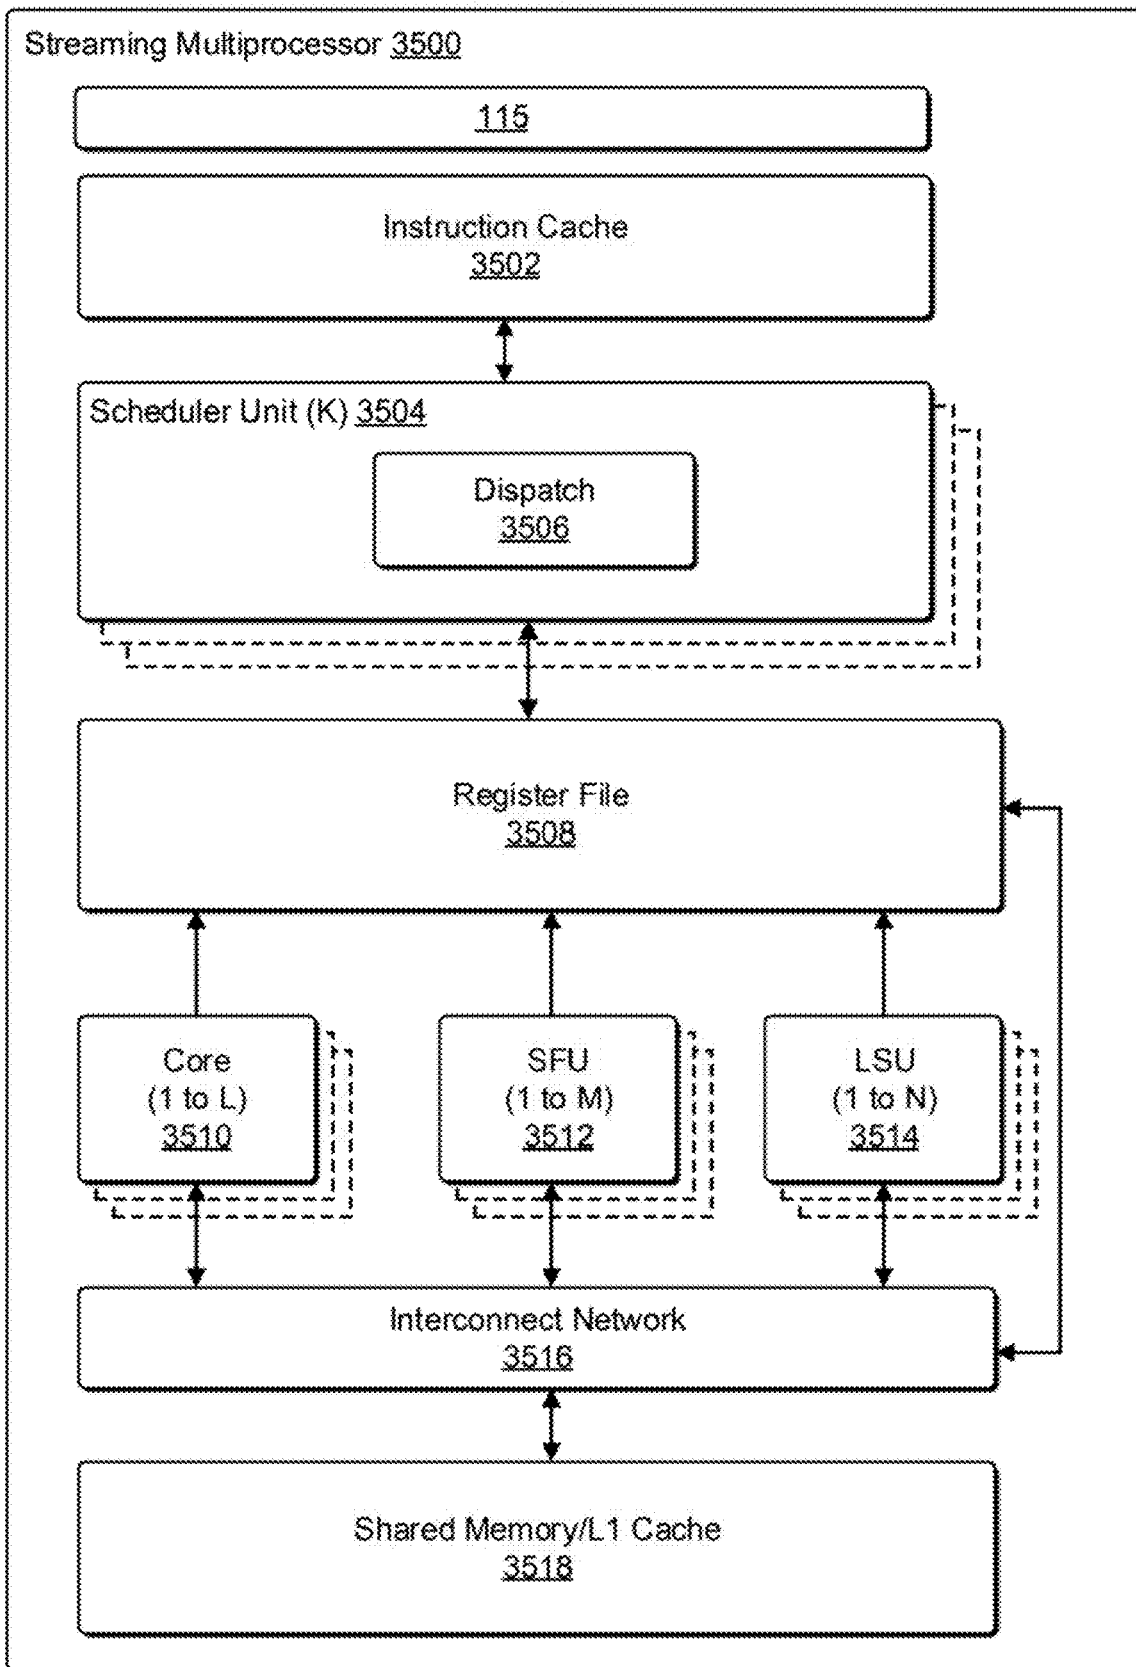 Streaming Multiprocessor 3500
115
Instruction Cache
3502
Scheduler Unit (K) 3504
Dispatch
3506
Register File
3508
Core
(1 to L)
3510
SFU
(1 to M)
3512
LSU
(1 to N)
3514
Interconnect Network
3516
Shared Memory/L1 Cache
3518